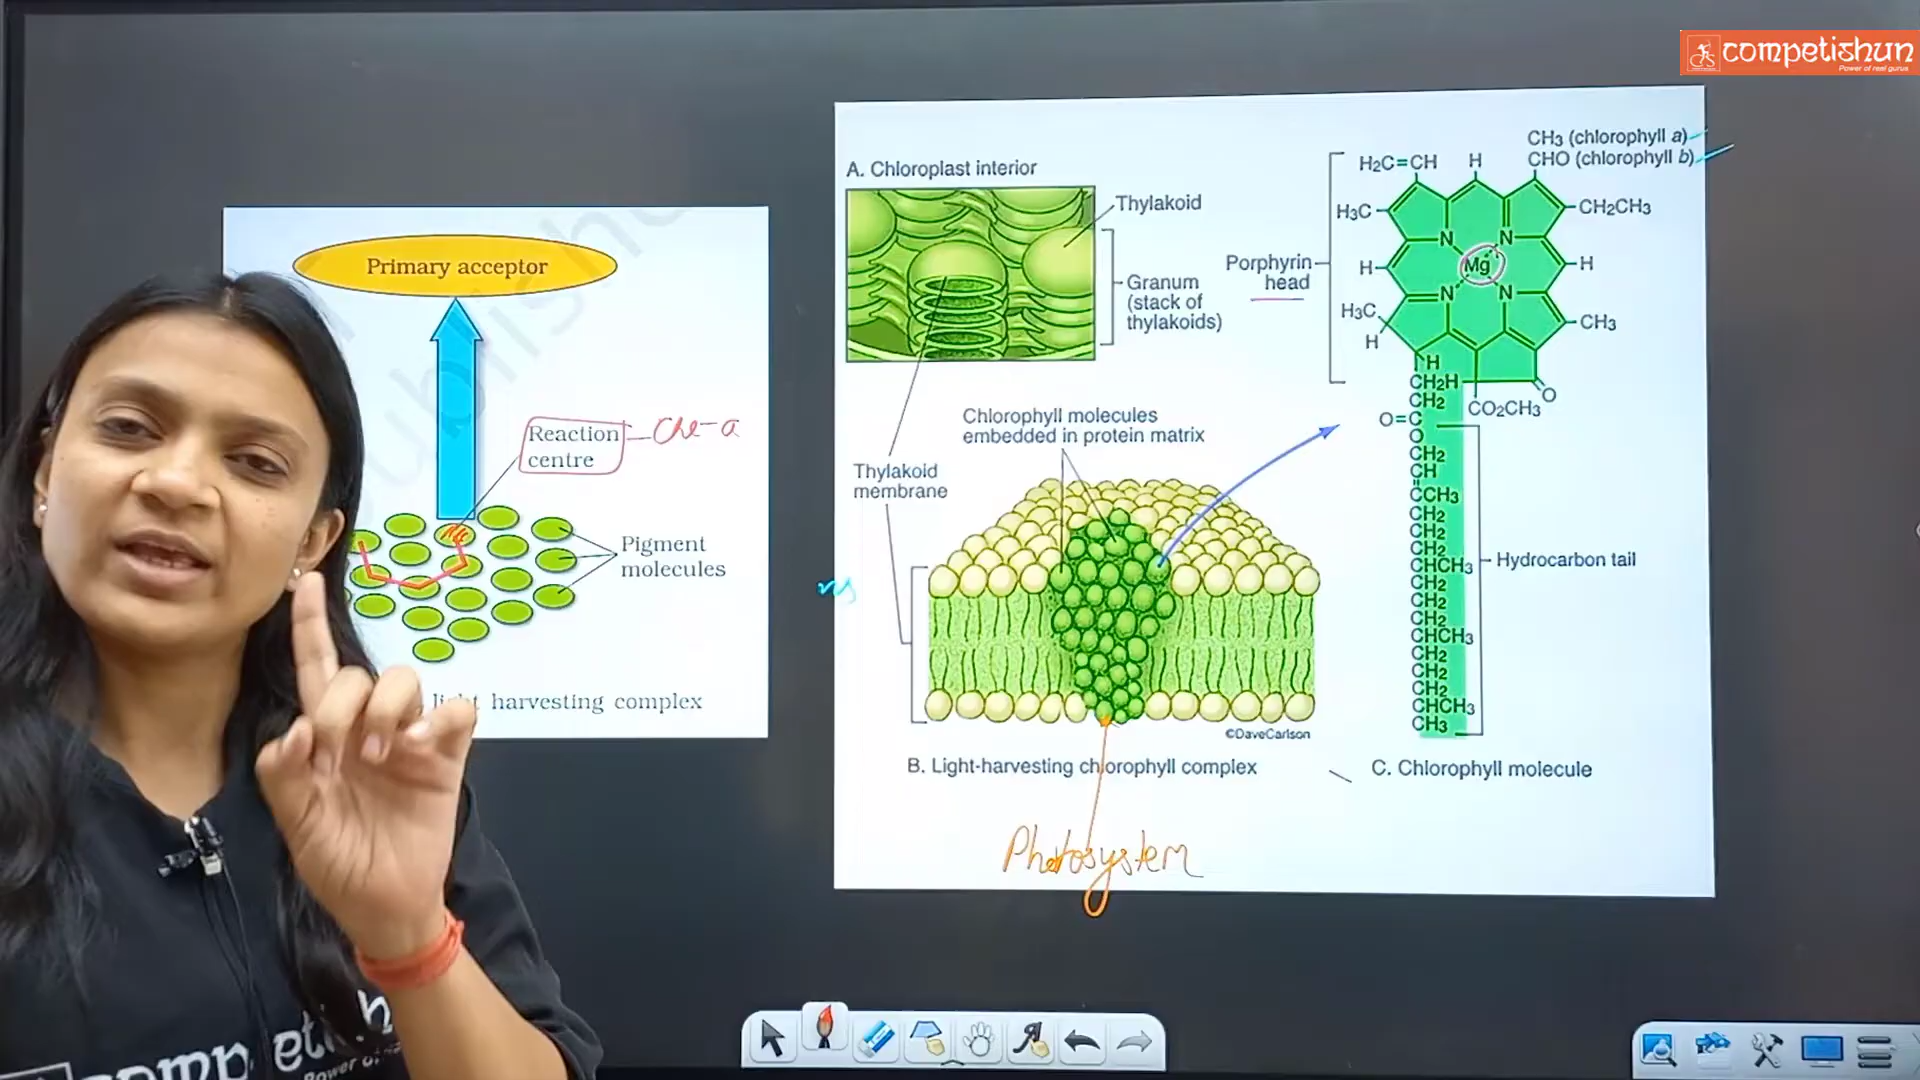 competishun
Power of real gurus
Primary acceptor
Reaction
centre
Chl-a
Pigment
molecules
light harvesting complex
A. Chloroplast interior
Thylakoid
Granum
(stack of
thylakoids)
Thylakoid
membrane
Chlorophyll molecules
embedded in protein matrix
©DaveCarlson
B. Light-harvesting chlorophyll complex
Photosystem
Porphyrin
head
CH3 (chlorophyll a)
CHO (chlorophyll b)
H2C=CH
H
H3C
CH2CH3
N
N
Mg
H
H
N
N
H3C
CH3
H
H
CH2H
CH2
O
CO2CH3
O=C
O
CH2
CH
CCH3
CH2
CH2
CH2
CHCH3
CH2
CH2
CH2
CHCH3
CH2
CH2
CH2
CHCH3
CH3
Hydrocarbon tail
C. Chlorophyll molecule